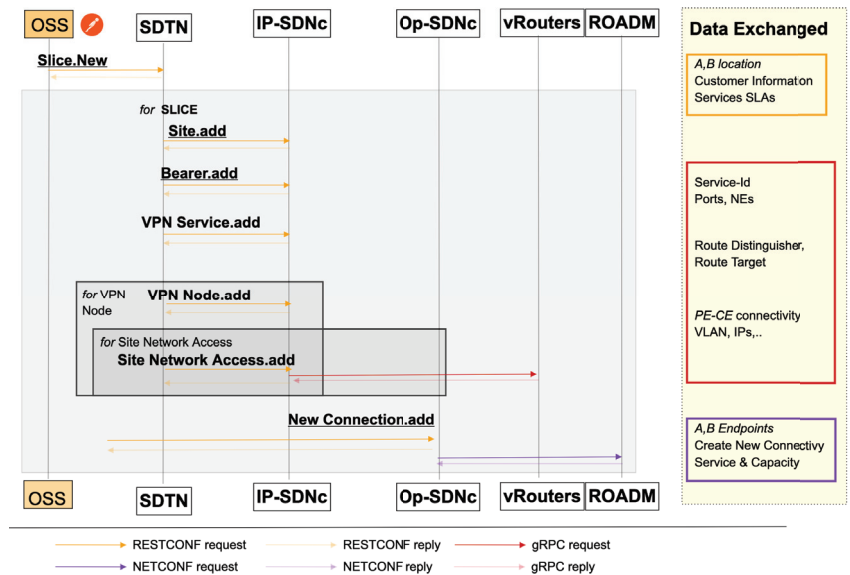 OSS
SDTN
IP-SDNc
Op-SDNc
vRouters
ROADM
Data Exchanged
Slice.New
A,B location
Customer Information
Services SLAs
for SLICE
Site.add
Bearer.add
VPN Service.add
Service-Id
Ports, NEs
Route Distinguisher,
Route Target
PE-CE connectivity
VLAN, IPs,..
for VPN
Node
VPN Node.add
for Site Network Access
Site Network Access.add
New Connection.add
A,B Endpoints
Create New Connectivy
Service & Capacity
OSS
SDTN
IP-SDNc
Op-SDNc
vRouters
ROADM
RESTCONF request
RESTCONF reply
gRPC request
NETCONF request
NETCONF reply
gRPC reply